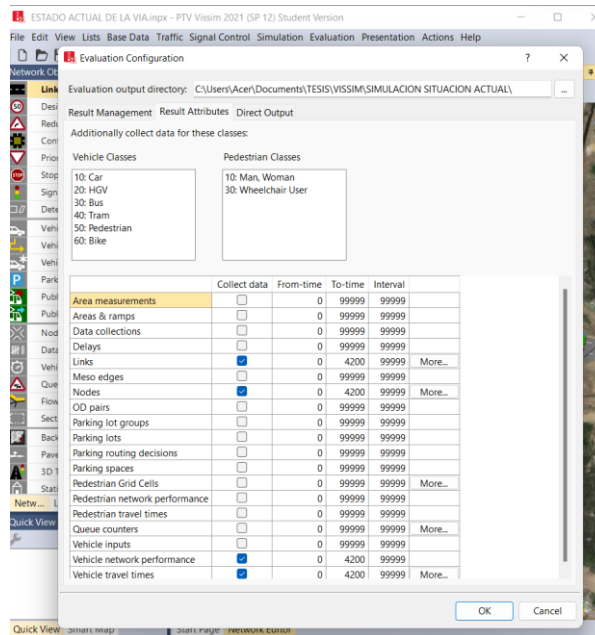 ESTADO ACTUAL DE LA VIA.inpx - PTV Vissim 2021 (SP 12) Student Version
File Edit View Lists Base Data Traffic Signal Control Simulation Evaluation Presentation Actions Help
Evaluation Configuration ? ×
Network Ob
Link
Desi
Redu
Con
Prior
Stop
Sign
Dete
Vehi
Vehi
Vehi
Park
Publ
Publ
Nod
Data
Vehi
Que
Flow
Sect
Back
Pave
3D T
Stati
Netw... L
Quick View
Evaluation output directory: C:\Users\Acer\Documents\TESIS\VISSIM\SIMULACION SITUACION ACTUAL\ ...
Result Management Result Attributes Direct Output
Additionally collect data for these classes:
Vehicle Classes Pedestrian Classes
10: Car 10: Man, Woman
20: HGV 30: Wheelchair User
30: Bus
40: Tram
50: Pedestrian
60: Bike
Collect data From-time To-time Interval
Area measurements 0 99999 99999
Areas & ramps 0 99999 99999
Data collections 0 99999 99999
Delays 0 99999 99999
Links 0 4200 99999 More...
Meso edges 0 99999 99999
Nodes 0 4200 99999 More...
OD pairs 0 99999 99999
Parking lot groups 0 99999 99999
Parking lots 0 99999 99999
Parking routing decisions 0 99999 99999
Parking spaces 0 99999 99999
Pedestrian Grid Cells 0 99999 99999 More...
Pedestrian network performance 0 99999 99999
Pedestrian travel times 0 99999 99999
Queue counters 0 99999 99999 More...
Vehicle inputs 0 99999 99999
Vehicle network performance 0 4200 99999
Vehicle travel times 0 4200 99999 More...
OK Cancel
Quick View Smart Map Start Page Network Editor